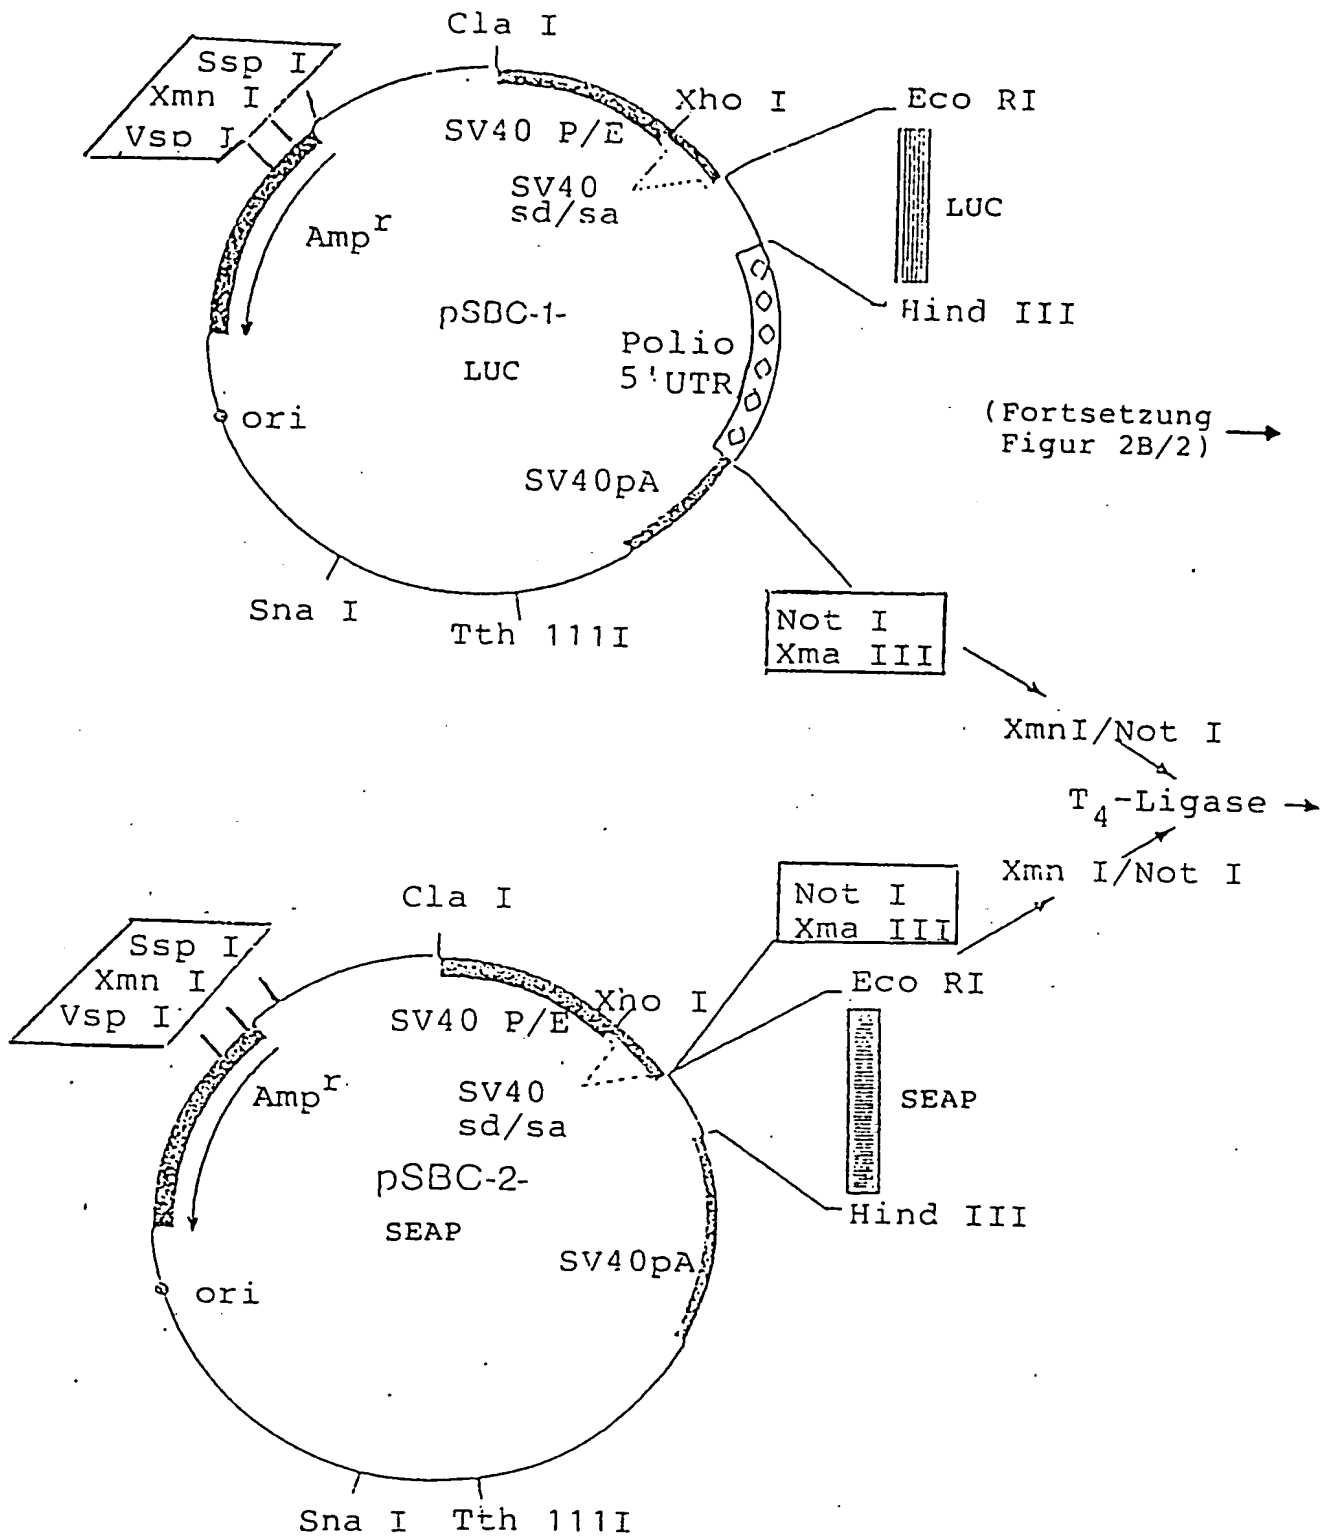 Cla I
Ssp I
Xmn I
Vsp I
Xho I
Eco RI
SV40 P/E
SV40
sd/sa
LUC
Amp^r
Hind III
pSBC-1-
LUC
Polio
5'UTR
ori
(Fortsetzung
Figur 2B/2)
SV40pA
Sna I
Tth 111I
Not I
Xma III
XmnI/Not I
T4-Ligase
Xmn I/Not I
Not I
Xma III
Cla I
Ssp I
Xmn I
Vsp I
Xho I
Eco RI
SV40 P/E
SV40
sd/sa
Amp^r
SEAP
pSBC-2-
SEAP
Hind III
SV40pA
ori
Sna I
Tth 111I